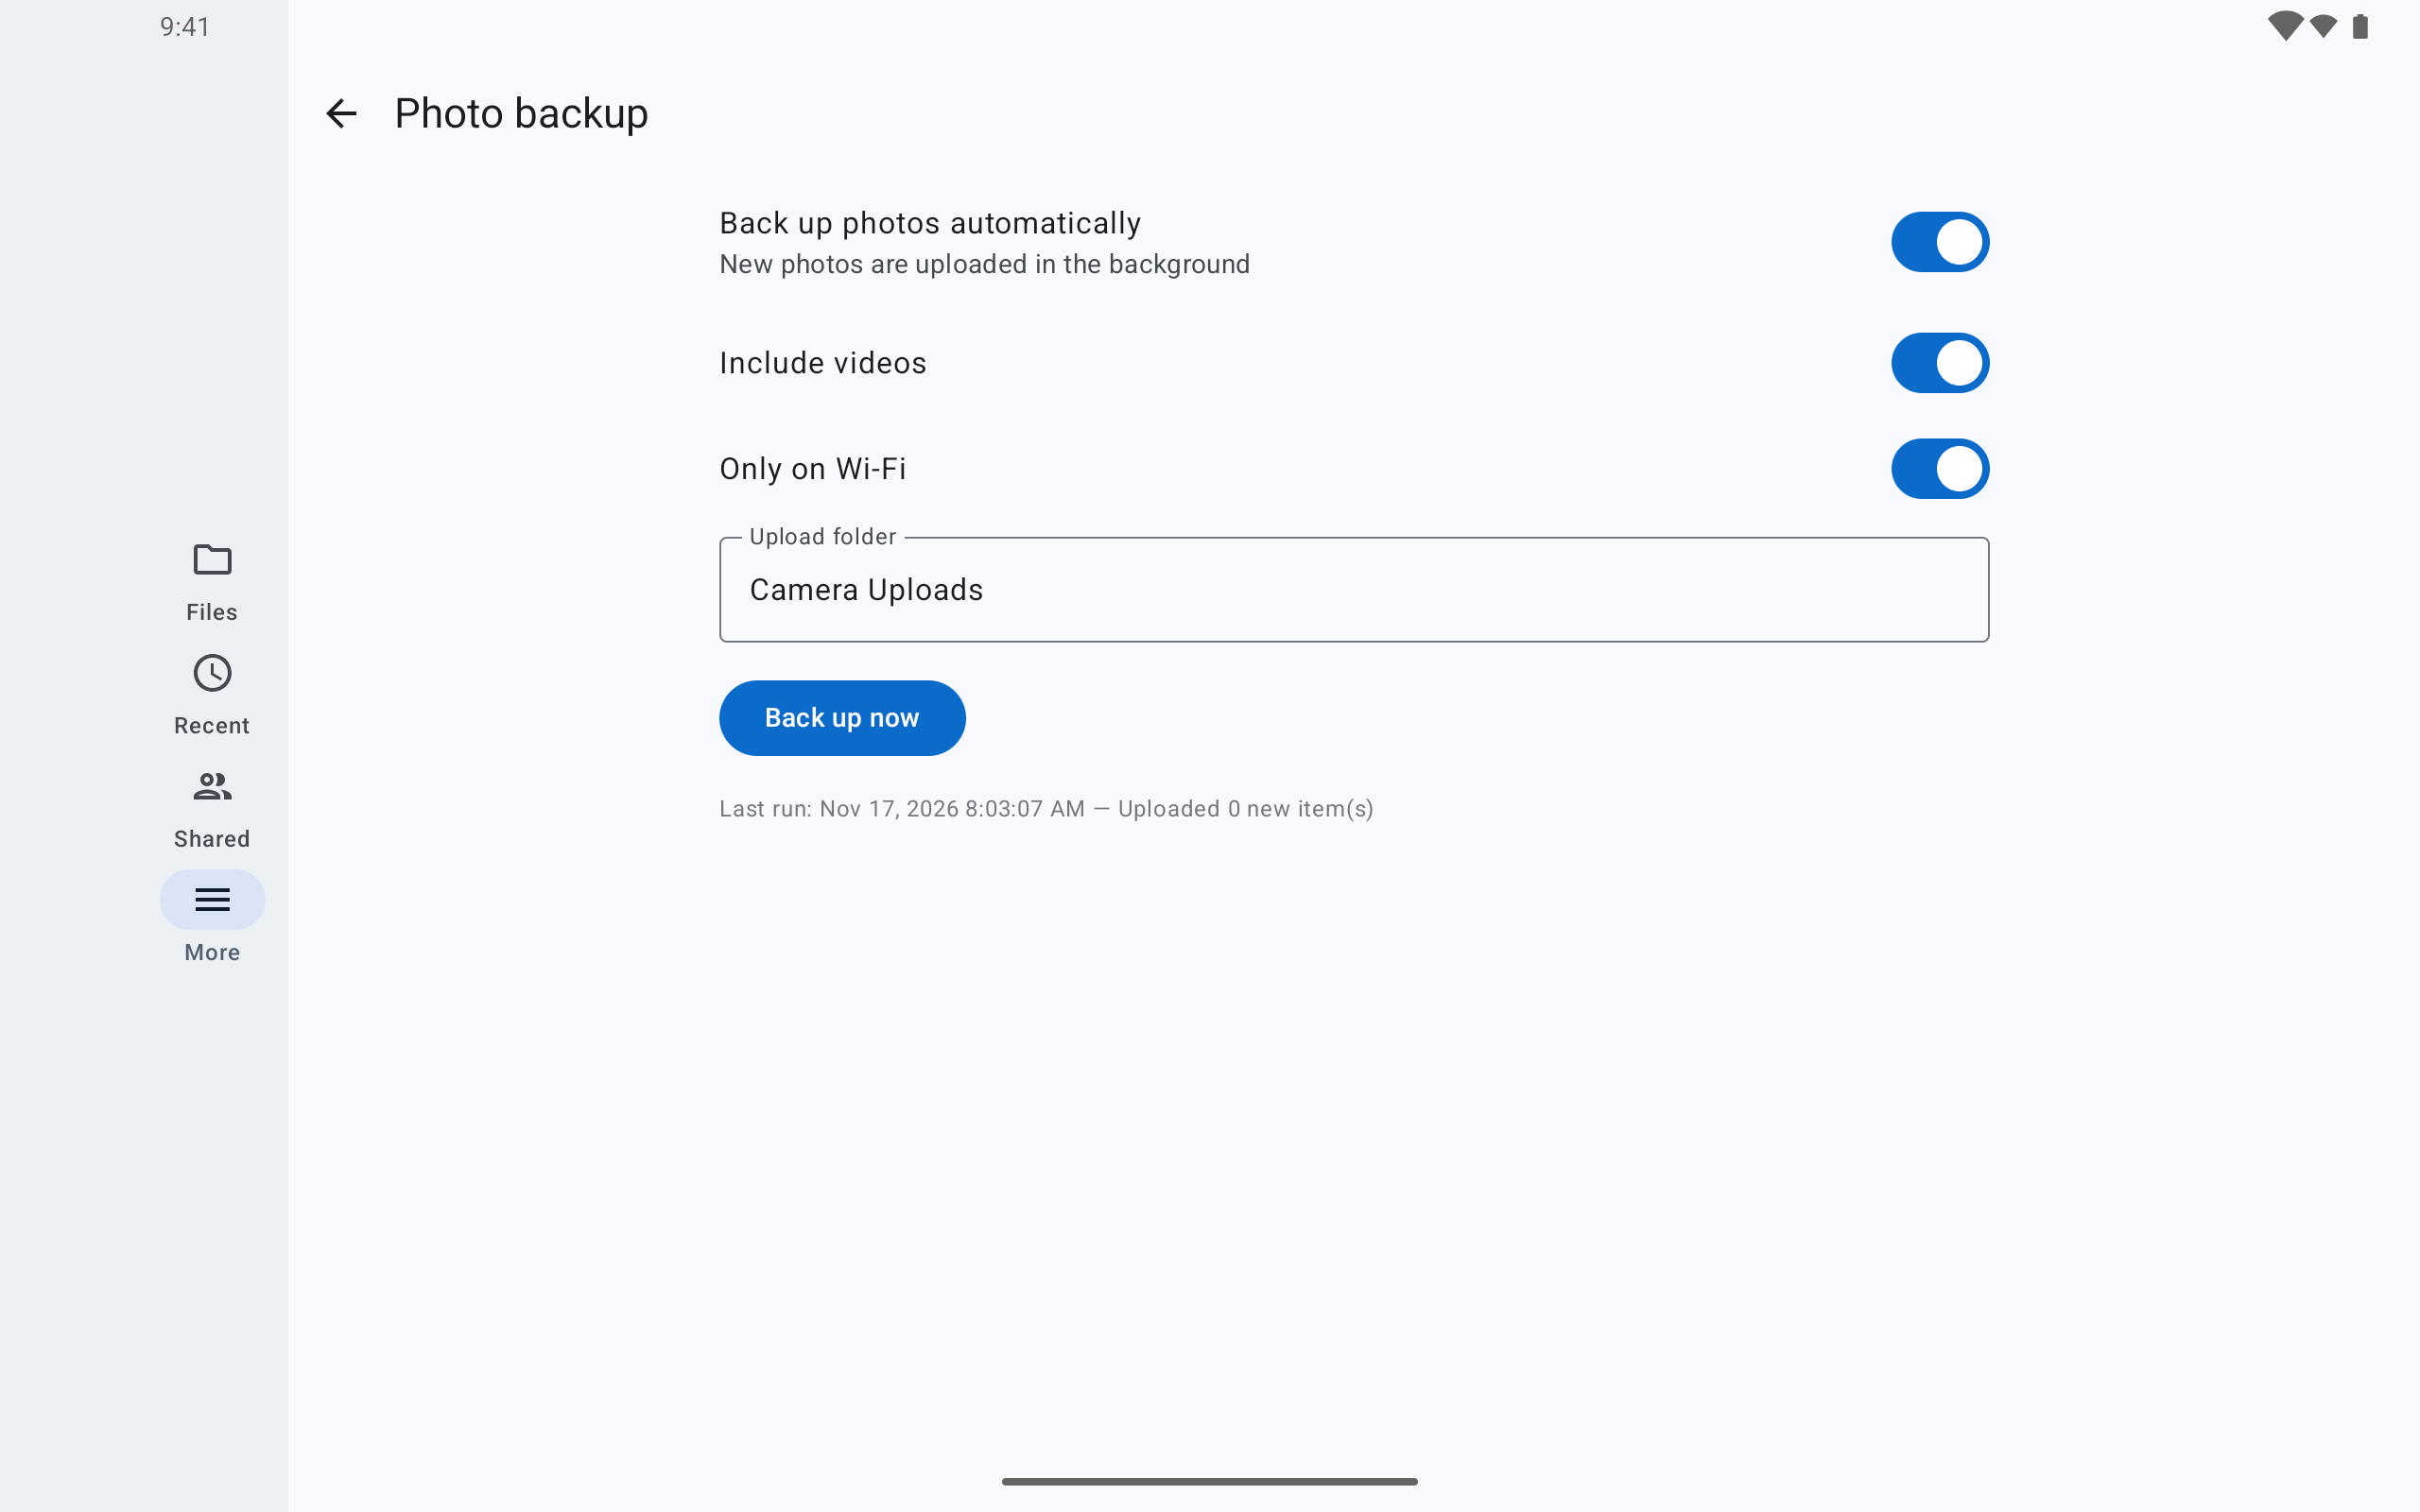 9:41
Photo backup
Back up photos automatically
New photos are uploaded in the background
Include videos
Only on Wi-Fi
Upload folder
Camera Uploads
Back up now
Last run: Nov 17, 2026 8:03:07 AM — Uploaded 0 new item(s)
Files
Recent
Shared
More